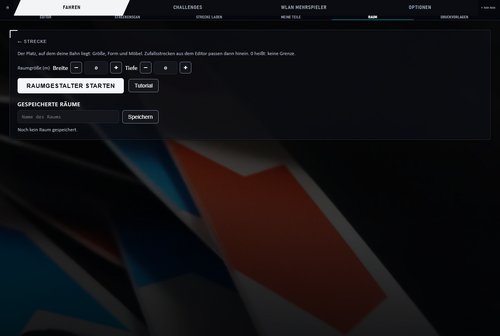 FAHREN CHALLENGES WLAN MEHRSPIELER OPTIONEN
EDITOR STRECKENPLAN STRECKE LADEN MEINE TEILE RAUM DRUCKVORLAGEN
← STRECKE
Der Platz, auf dem deine Bahn liegt: Größe, Form und Möbel. Zufallsstrecken aus dem Editor passen dann hinein. 0 heißt: keine Grenze.
Raumgröße (m) Breite − 0 + Tiefe − 0 +
RAUMGESTALTER STARTEN Tutorial
GESPEICHERTE RÄUME
Name des Raums Speichern
Noch kein Raum gespeichert.